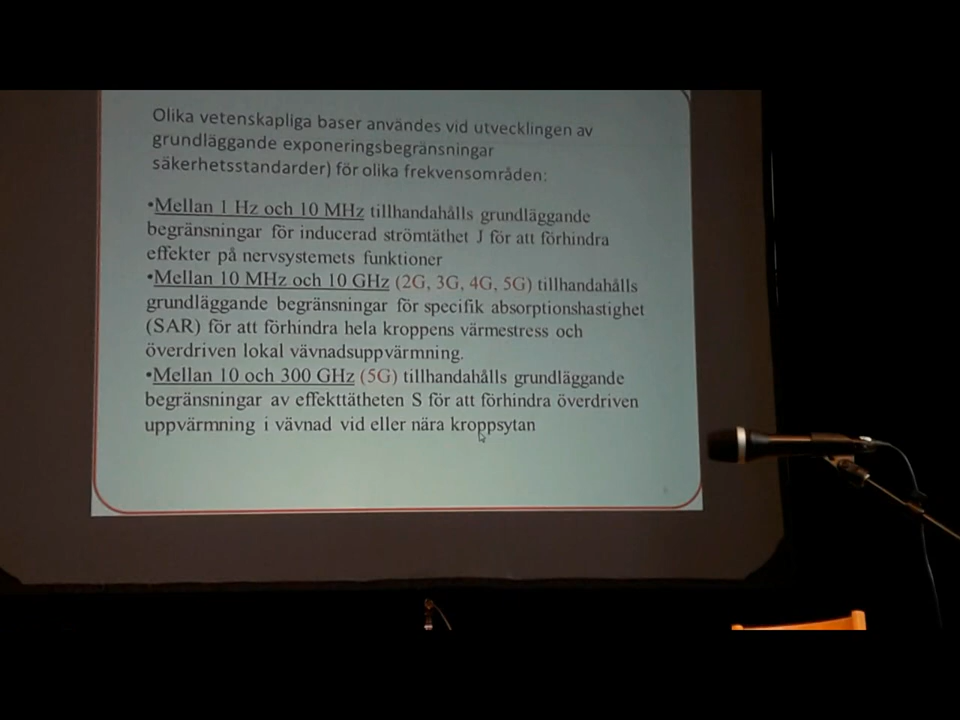 Olika vetenskapliga baser användes vid utvecklingen av
grundläggande exponeringsbegränsningar
säkerhetsstandarder) för olika frekvensområden:
•Mellan 1 Hz och 10 MHz tillhandahålls grundläggande
begränsningar för inducerad strömtäthet J för att förhindra
effekter på nervsystemets funktioner
•Mellan 10 MHz och 10 GHz (2G, 3G, 4G, 5G) tillhandahålls
grundläggande begränsningar för specifik absorptionshastighet
(SAR) för att förhindra hela kroppens värmestress och
överdriven lokal vävnadsuppvärmning.
•Mellan 10 och 300 GHz (5G) tillhandahålls grundläggande
begränsningar av effekttätheten S för att förhindra överdriven
uppvärmning i vävnad vid eller nära kroppsytan